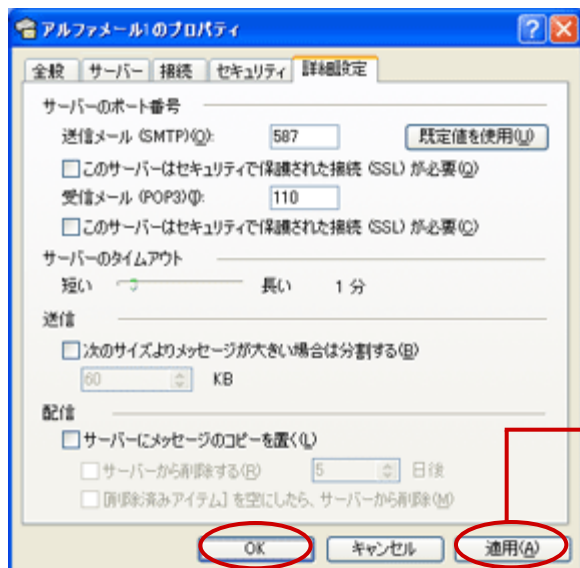 アルファメール1のプロパティ
全般 サーバー 接続 セキュリティ 詳細設定
サーバーのポート番号
送信メール (SMTP)(O): 587 既定値を使用(U)
このサーバーはセキュリティで保護された接続 (SSL) が必要(Q)
受信メール (POP3)(I): 110
このサーバーはセキュリティで保護された接続 (SSL) が必要(C)
サーバーのタイムアウト
短い 長い 1 分
送信
次のサイズよりメッセージが大きい場合は分割する(B)
60 KB
配信
サーバーにメッセージのコピーを置く(L)
サーバーから削除する(R) 5 日後
[削除済みアイテム] を空にしたら、サーバーから削除(M)
OK キャンセル 適用(A)